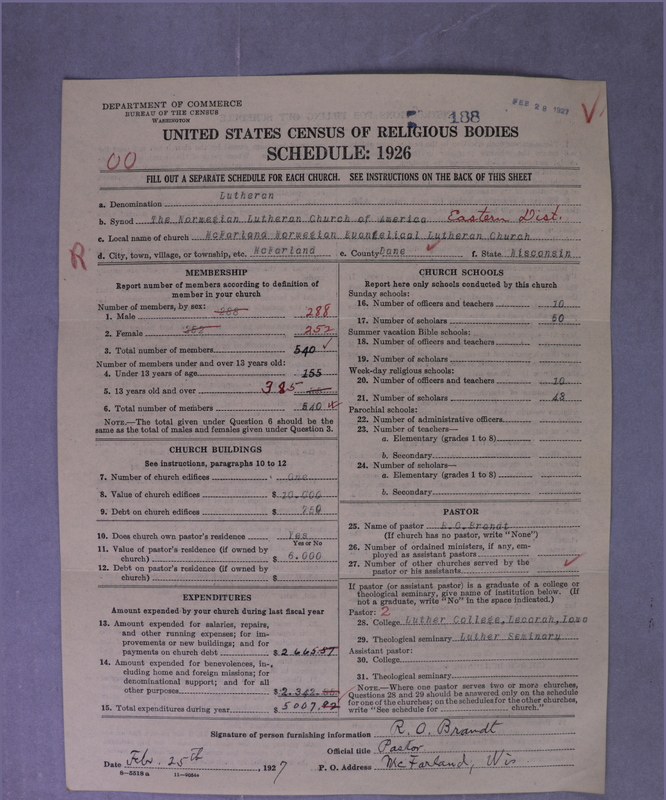 DEPARTMENT OF COMMERCE
BUREAU OF THE CENSUS
WASHINGTON
188
FEB 28 1927
UNITED STATES CENSUS OF RELIGIOUS BODIES
SCHEDULE: 1926
00
FILL OUT A SEPARATE SCHEDULE FOR EACH CHURCH. SEE INSTRUCTIONS ON THE BACK OF THIS SHEET
a. Denomination Lutheran
b. Synod The Norwegian Lutheran Church of America Eastern Dist.
c. Local name of church McFarland Norwegian Evangelical Lutheran Church
R
d. City, town, village, or township, etc. McFarland e. County Dane f. State Wisconsin
MEMBERSHIP
Report number of members according to definition of
member in your church
Number of members, by sex:
1. Male 288
2. Female 252
3. Total number of members 540
Number of members under and over 13 years old:
4. Under 13 years of age 155
5. 13 years old and over 385
6. Total number of members 540
NOTE.—The total given under Question 6 should be the
same as the total of males and females given under Question 3.
CHURCH BUILDINGS
See instructions, paragraphs 10 to 12
7. Number of church edifices One
8. Value of church edifices $ 10.000
9. Debt on church edifices $ 750
10. Does church own pastor's residence Yes
Yes or No
11. Value of pastor's residence (if owned by
church) $ 6.000
12. Debt on pastor's residence (if owned by
church) $
EXPENDITURES
Amount expended by your church during last fiscal year
13. Amount expended for salaries, repairs,
and other running expenses; for im-
provements or new buildings; and for
payments on church debt $ 2.665.57
14. Amount expended for benevolences, in-
cluding home and foreign missions; for
denominational support; and for all
other purposes $ 2.342.
15. Total expenditures during year $ 5007.
CHURCH SCHOOLS
Report here only schools conducted by this church
Sunday schools:
16. Number of officers and teachers 10
17. Number of scholars 50
Summer vacation Bible schools:
18. Number of officers and teachers
19. Number of scholars
Week-day religious schools:
20. Number of officers and teachers 10
21. Number of scholars 43
Parochial schools:
22. Number of administrative officers
23. Number of teachers—
a. Elementary (grades 1 to 8)
b. Secondary
24. Number of scholars—
a. Elementary (grades 1 to 8)
b. Secondary
PASTOR
25. Name of pastor R.O.Brandt
(If church has no pastor, write "None")
26. Number of ordained ministers, if any, em-
ployed as assistant pastors
27. Number of other churches served by the
pastor or his assistants
If pastor (or assistant pastor) is a graduate of a college or
theological seminary, give name of institution below. (If
not a graduate, write "No" in the space indicated.)
Pastor: 2
28. College Luther College, Decorah, Iowa
29. Theological seminary Luther Seminary
Assistant pastor:
30. College
31. Theological seminary
NOTE.—Where one pastor serves two or more churches,
Questions 28 and 29 should be answered only on the schedule
for one of the churches; on the schedules for the other churches,
write "See schedule for church."
Signature of person furnishing information R. O. Brandt
Official title Pastor
Date Feb. 25th, 1927 P. O. Address McFarland, Wis
8—5518a 11—4084a